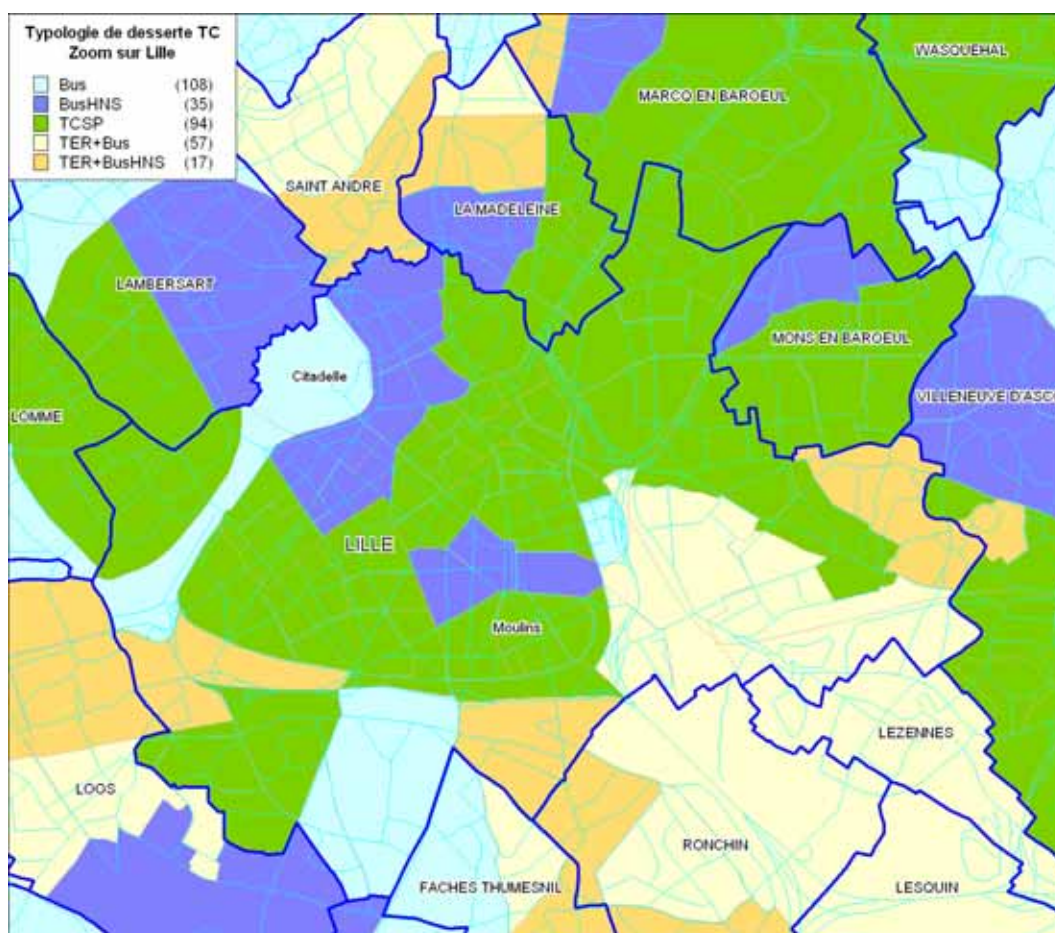 Typologie de desserte TC
Zoom sur Lille
Bus (108)
BusHNS (35)
TCSP (94)
TER+Bus (57)
TER+BusHNS (17)
WASQUEHAL
MARCQ EN BAROEUL
SAINT ANDRE
LA MADELEINE
LAMBERSART
MONS EN BAROEUL
Citadelle
VILLENEUVE D'ASC
LOMME
LILLE
Moulins
LEZENNES
LOOS
RONCHIN
FACHES THUMESNIL
LESQUIN